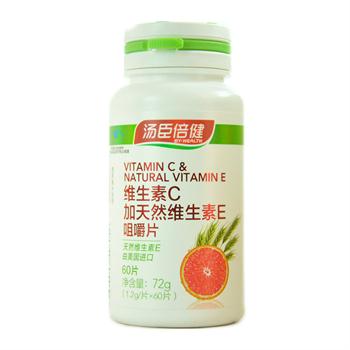 汤臣倍健
BY-HEALTH
VITAMIN C &
NATURAL VITAMIN E
维生素C
加天然维生素E
咀嚼片
天然维生素E
由美国进口
60片
净含量：72g
(1.2g/片×60片)